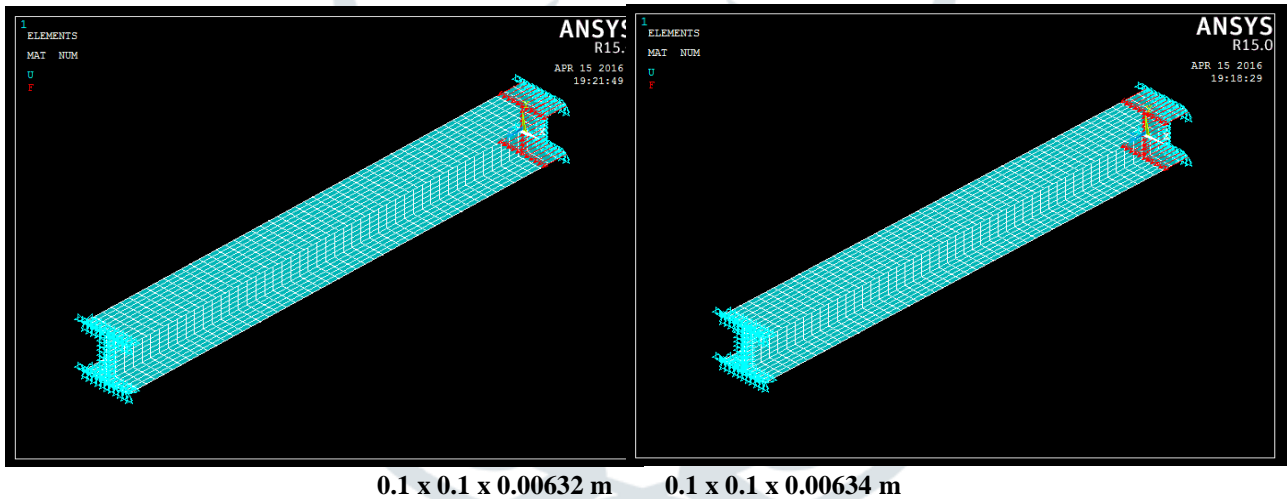 1
ELEMENTS
MAT NUM
U
F
ANSYS
R15.
APR 15 2016
19:21:49
1
ELEMENTS
MAT NUM
U
F
ANSYS
R15.0
APR 15 2016
19:18:29
0.1 x 0.1 x 0.00632 m
0.1 x 0.1 x 0.00634 m